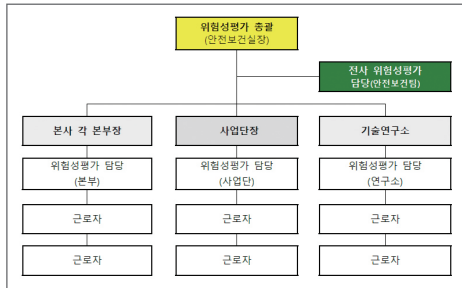 위험성평가 총괄
(안전보건실장)
전사 위험성평가
담당(안전보건팀)
본사 각 본부장
사업단장
기술연구소
위험성평가 담당
(본부)
위험성평가 담당
(사업단)
위험성평가 담당
(연구소)
근로자
근로자
근로자
근로자
근로자
근로자